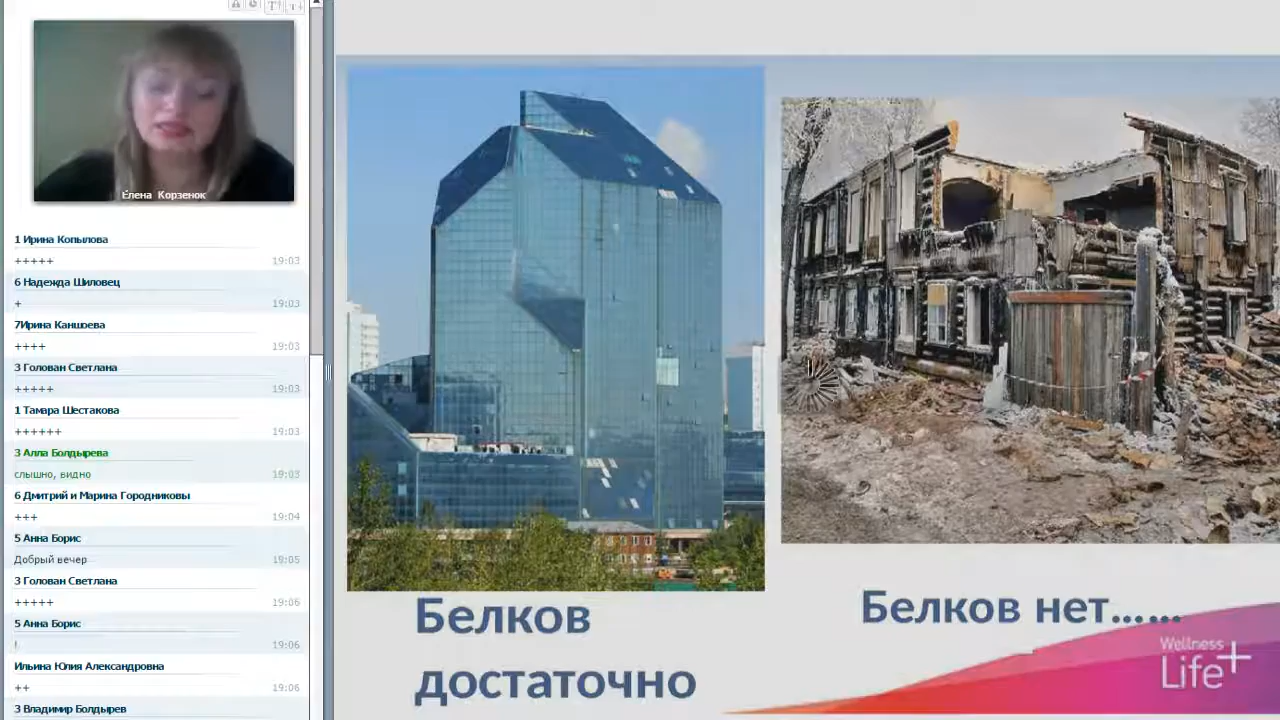 Елена Корзенок
1 Ирина Копылова
+++++ 19:03
6 Надежда Шиловец
+ 19:03
7Ирина Каншоева
++++ 19:03
3 Голован Светлана
+++++ 19:03
1 Тамара Шестакова
++++++ 19:03
3 Алла Болдырева
слышно, видно 19:03
6 Дмитрий и Марина Городниковы
+++ 19:04
5 Анна Борис
Добрый вечер 19:05
3 Голован Светлана
+++++ 19:06
5 Анна Борис
! 19:06
Ильина Юлия Александровна
++ 19:06
3 Владимир Болдырев
Белков
достаточно
Белков нет......
Wellness
Life+